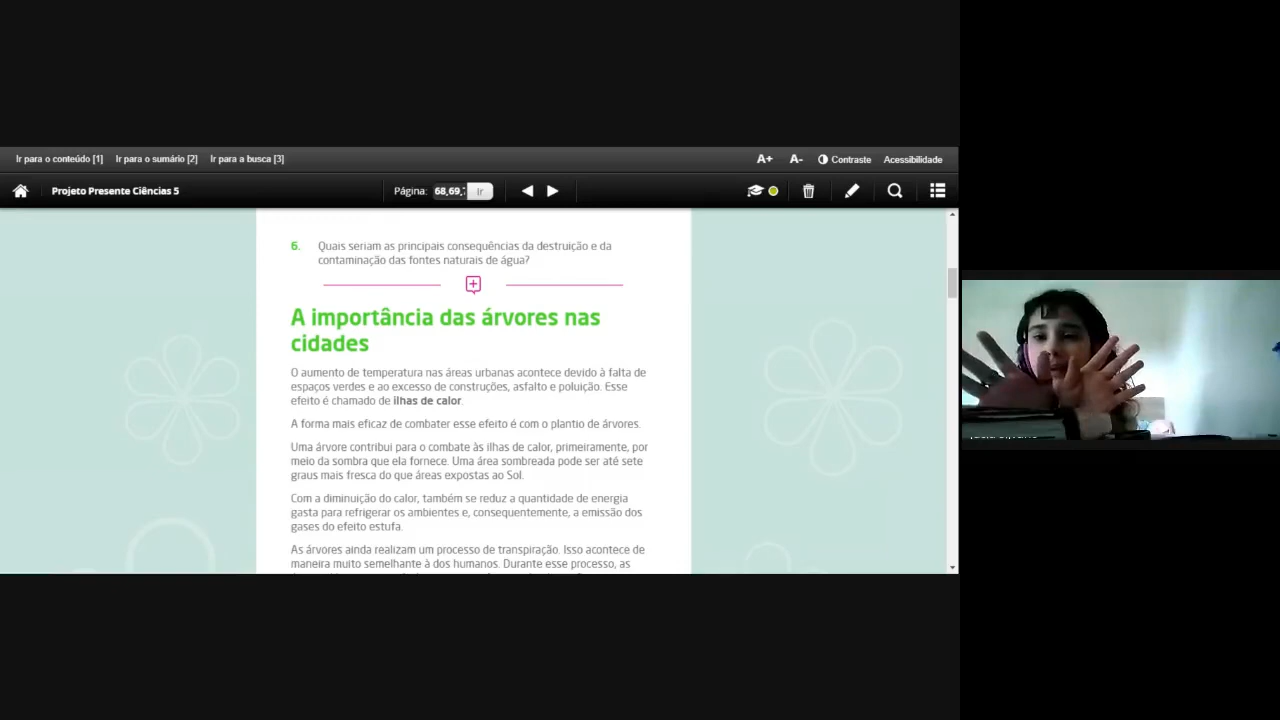 Ir para o conteúdo [1] Ir para o sumário [2] Ir para a busca [3] A+ A- Contraste Acessibilidade
Projeto Presente Ciências 5 Página: 68,69, Ir
6. Quais seriam as principais consequências da destruição e da
contaminação das fontes naturais de água?
A importância das árvores nas
cidades
O aumento de temperatura nas áreas urbanas acontece devido à falta de
espaços verdes e ao excesso de construções, asfalto e poluição. Esse
efeito é chamado de ilhas de calor.
A forma mais eficaz de combater esse efeito é com o plantio de árvores.
Uma árvore contribui para o combate às ilhas de calor, primeiramente, por
meio da sombra que ela fornece. Uma área sombreada pode ser até sete
graus mais fresca do que áreas expostas ao Sol.
Com a diminuição do calor, também se reduz a quantidade de energia
gasta para refrigerar os ambientes e, consequentemente, a emissão dos
gases do efeito estufa.
As árvores ainda realizam um processo de transpiração. Isso acontece de
maneira muito semelhante à dos humanos. Durante esse processo, as